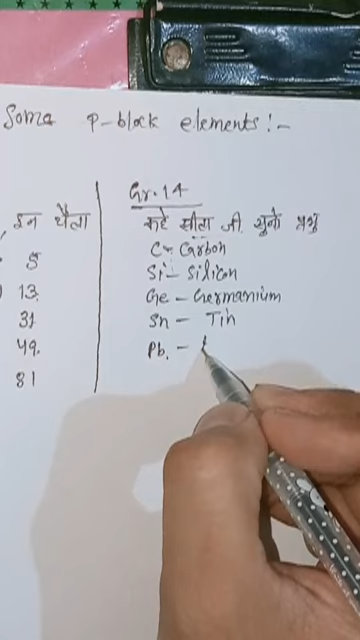 Some p-block elements:-
Gr. 14
इन थैला
कहे सीता जी सुनो प्रभु
C - Carbon
5
Si - Silicon
13
Ge - Germanium
31
Sn - Tin
49
Pb. -
81